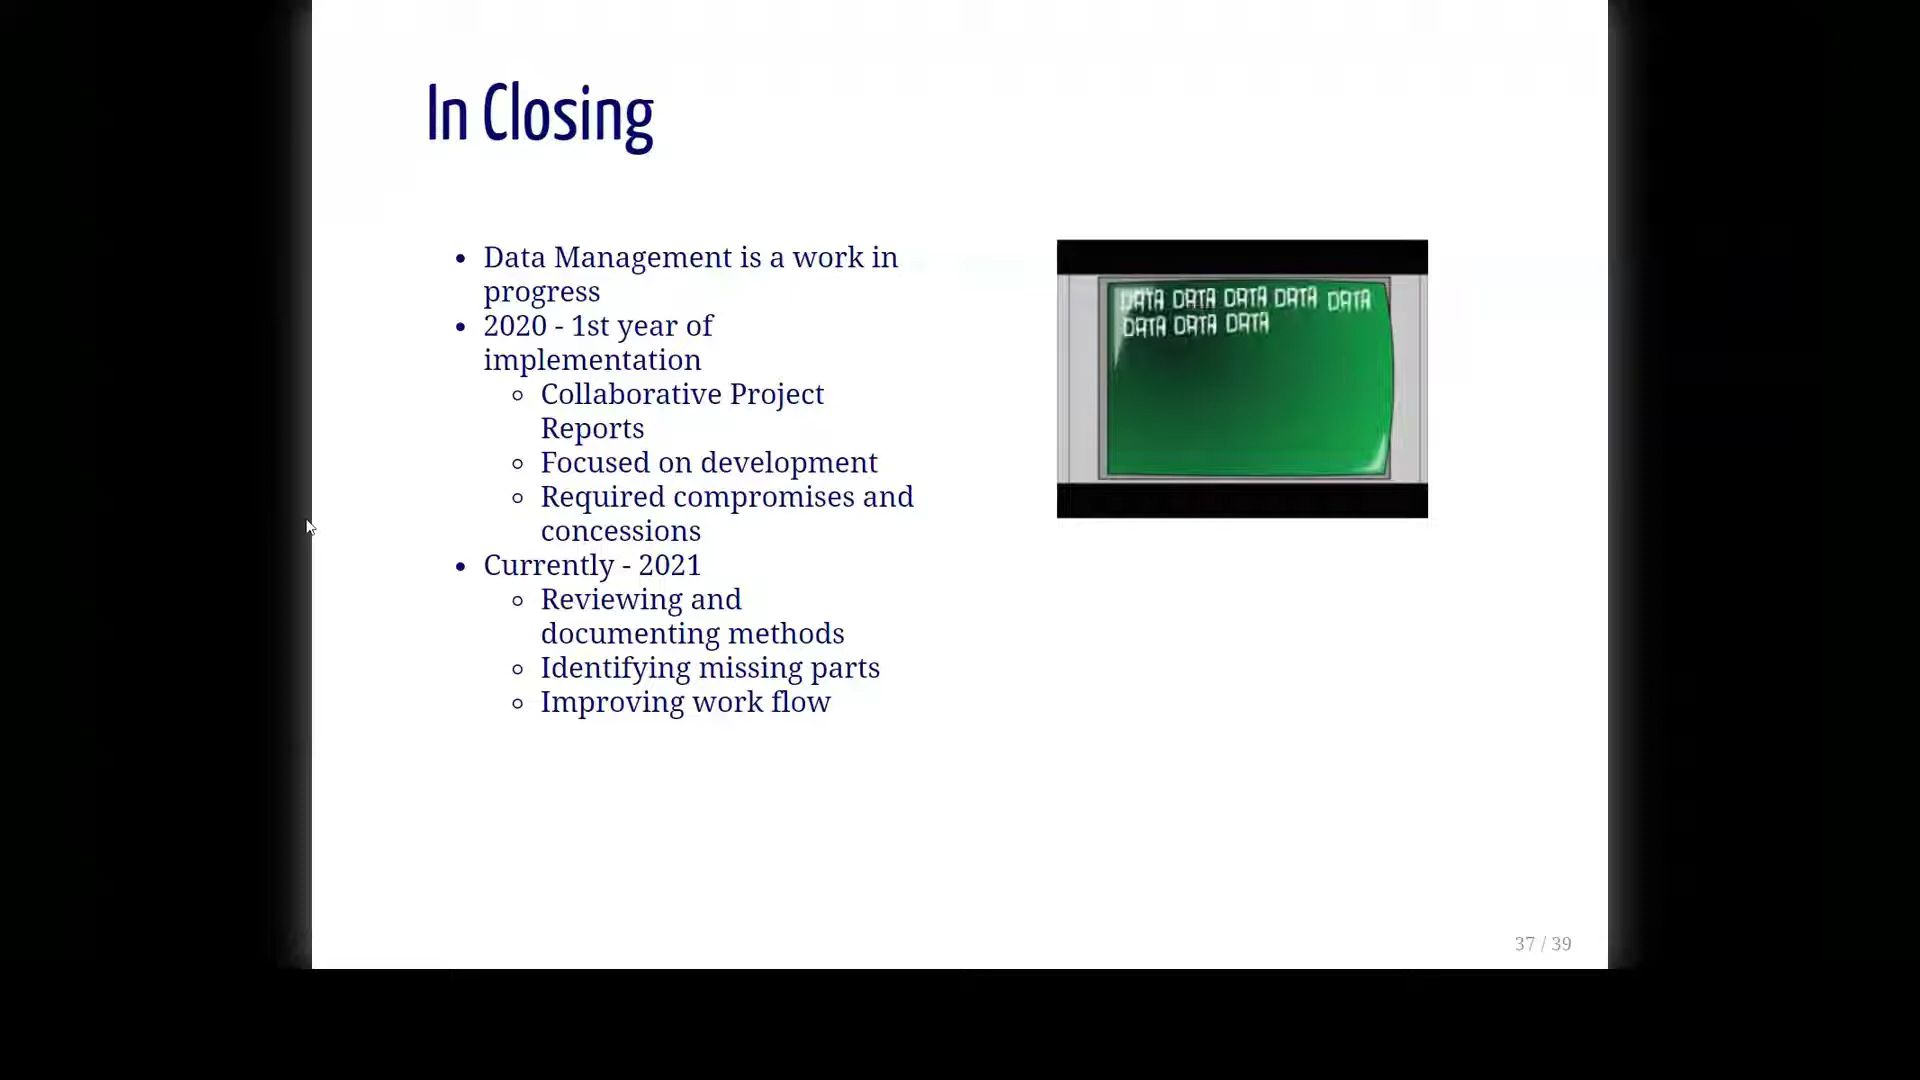 In Closing
• Data Management is a work in
progress
• 2020 - 1st year of
implementation
◦ Collaborative Project
Reports
◦ Focused on development
◦ Required compromises and
concessions
• Currently - 2021
◦ Reviewing and
documenting methods
◦ Identifying missing parts
◦ Improving work flow
DATA DATA DATA DATA DATA
DATA DATA DATA
37 / 39